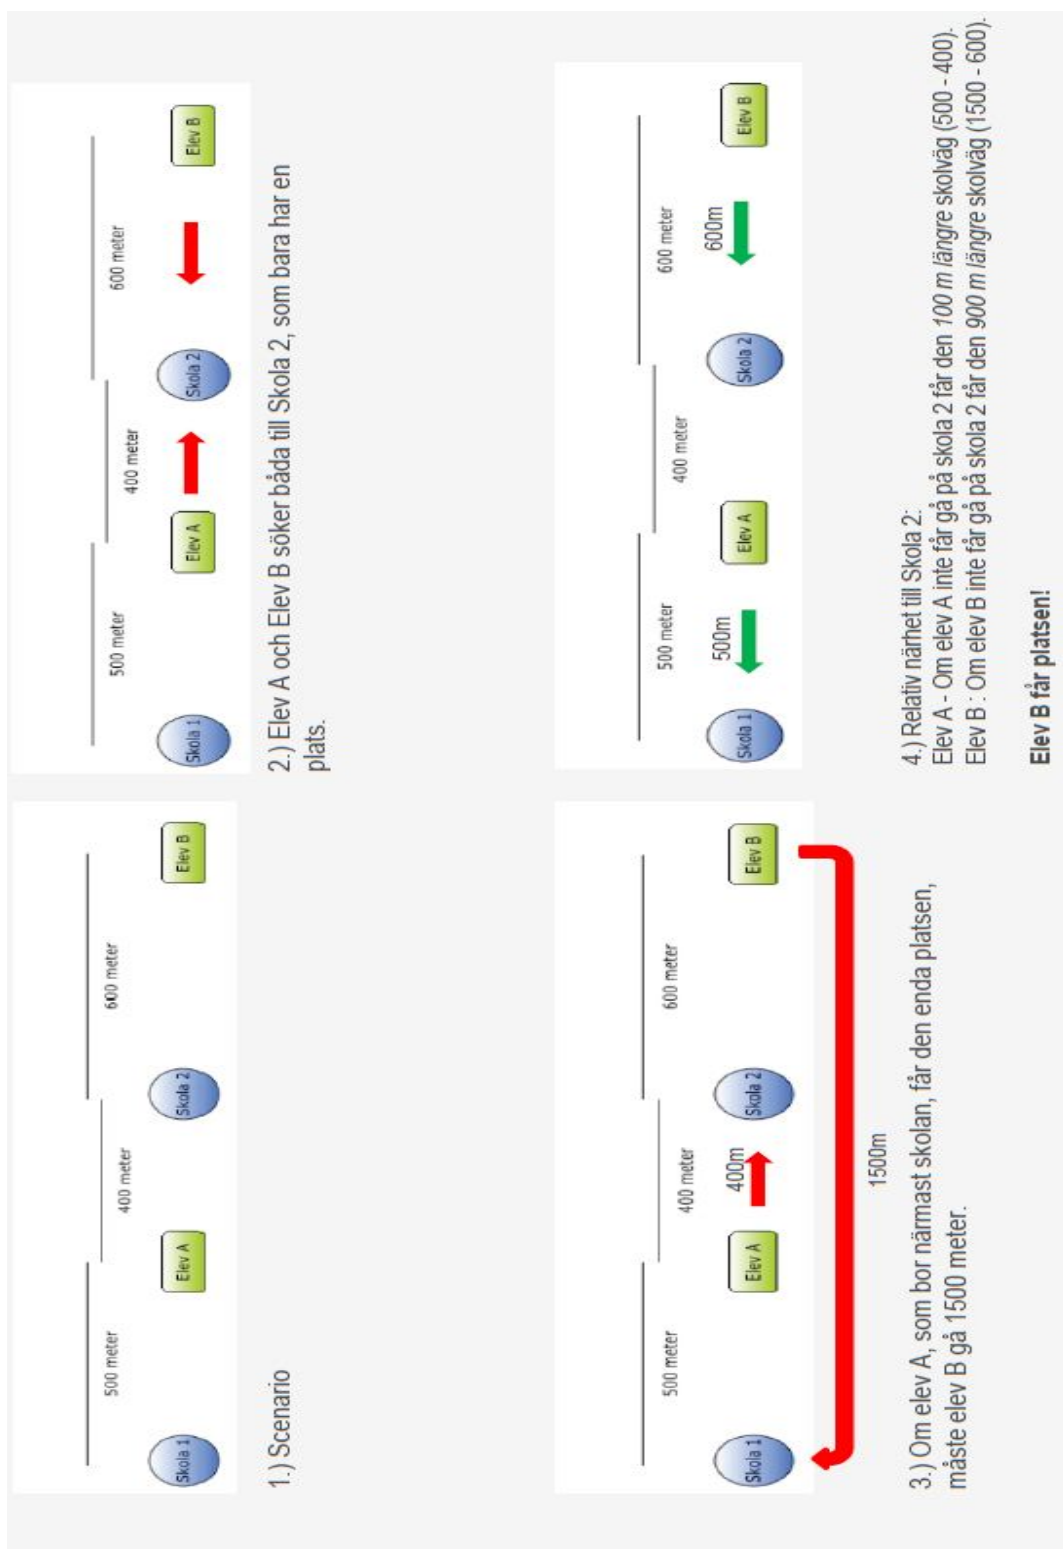 500 meter
400 meter
600 meter
Skola 1
Elev A
Skola 2
Elev B
1.) Scenario
500 meter
400 meter
600 meter
Skola 1
Elev A
Skola 2
Elev B
2.) Elev A och Elev B söker båda till Skola 2, som bara har en
plats.
500 meter
400 meter
600 meter
400m
Skola 1
Elev A
Skola 2
Elev B
1500m
3.) Om elev A, som bor närmast skolan, får den enda platsen,
måste elev B gå 1500 meter.
500 meter
400 meter
600 meter
500m
600m
Skola 1
Elev A
Skola 2
Elev B
4.) Relativ närhet till Skola 2:
Elev A - Om elev A inte får gå på skola 2 får den 100 m längre skolväg (500 - 400).
Elev B : Om elev B inte får gå på skola 2 får den 900 m längre skolväg (1500 - 600).
Elev B får platsen!